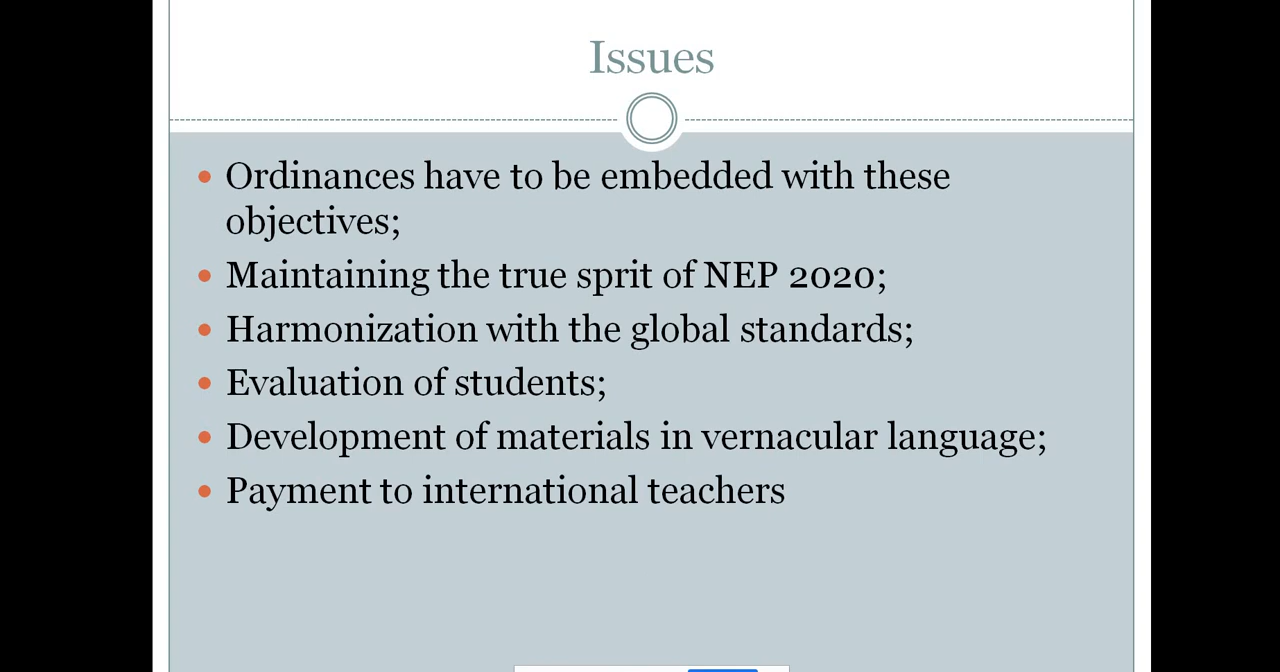 Issues
Ordinances have to be embedded with these
objectives;
Maintaining the true sprit of NEP 2020;
Harmonization with the global standards;
Evaluation of students;
Development of materials in vernacular language;
Payment to international teachers